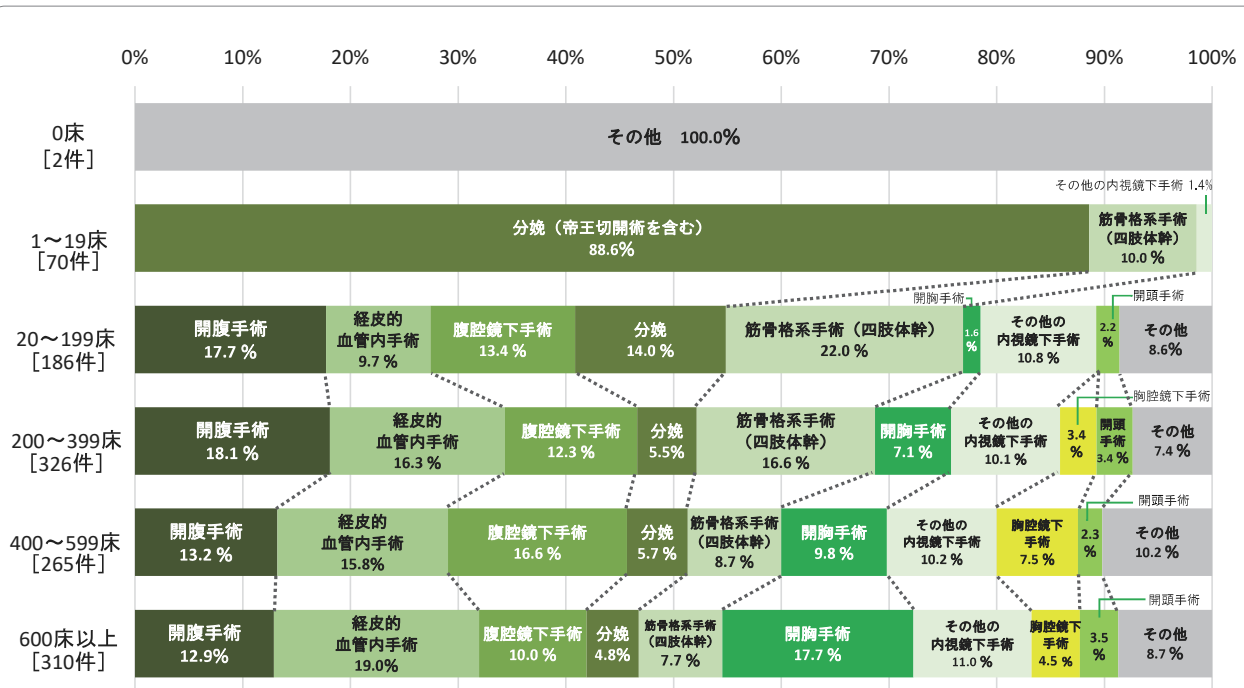 0% 10% 20% 30% 40% 50% 60% 70% 80% 90% 100%
0床
［2件］
その他 100.0%
その他の内視鏡下手術 1.4%
1〜19床
［70件］
分娩（帝王切開術を含む）
88.6%
筋骨格系手術
（四肢体幹）
10.0 %
開胸手術
開頭手術
20〜199床
［186件］
開腹手術
17.7 %
経皮的
血管内手術
9.7 %
腹腔鏡下手術
13.4 %
分娩
14.0 %
筋骨格系手術（四肢体幹）
22.0 %
1.6
%
その他の
内視鏡下手術
10.8 %
2.2
%
その他
8.6%
胸腔鏡下手術
200〜399床
［326件］
開腹手術
18.1 %
経皮的
血管内手術
16.3 %
腹腔鏡下手術
12.3 %
分娩
5.5%
筋骨格系手術
（四肢体幹）
16.6 %
開胸手術
7.1 %
その他の
内視鏡下手術
10.1 %
3.4
%
開頭
手術
3.4 %
その他
7.4 %
開頭手術
400〜599床
［265件］
開腹手術
13.2 %
経皮的
血管内手術
15.8%
腹腔鏡下手術
16.6 %
分娩
5.7 %
筋骨格系手術
（四肢体幹）
8.7 %
開胸手術
9.8 %
その他の
内視鏡下手術
10.2 %
胸腔鏡下
手術
7.5 %
2.3
%
その他
10.2 %
開頭手術
600床以上
［310件］
開腹手術
12.9%
経皮的
血管内手術
19.0%
腹腔鏡下手術
10.0 %
分娩
4.8%
筋骨格系手術
（四肢体幹）
7.7 %
開胸手術
17.7 %
その他の
内視鏡下手術
11.0 %
胸腔鏡下
手術
4.5 %
3.5
%
その他
8.7 %